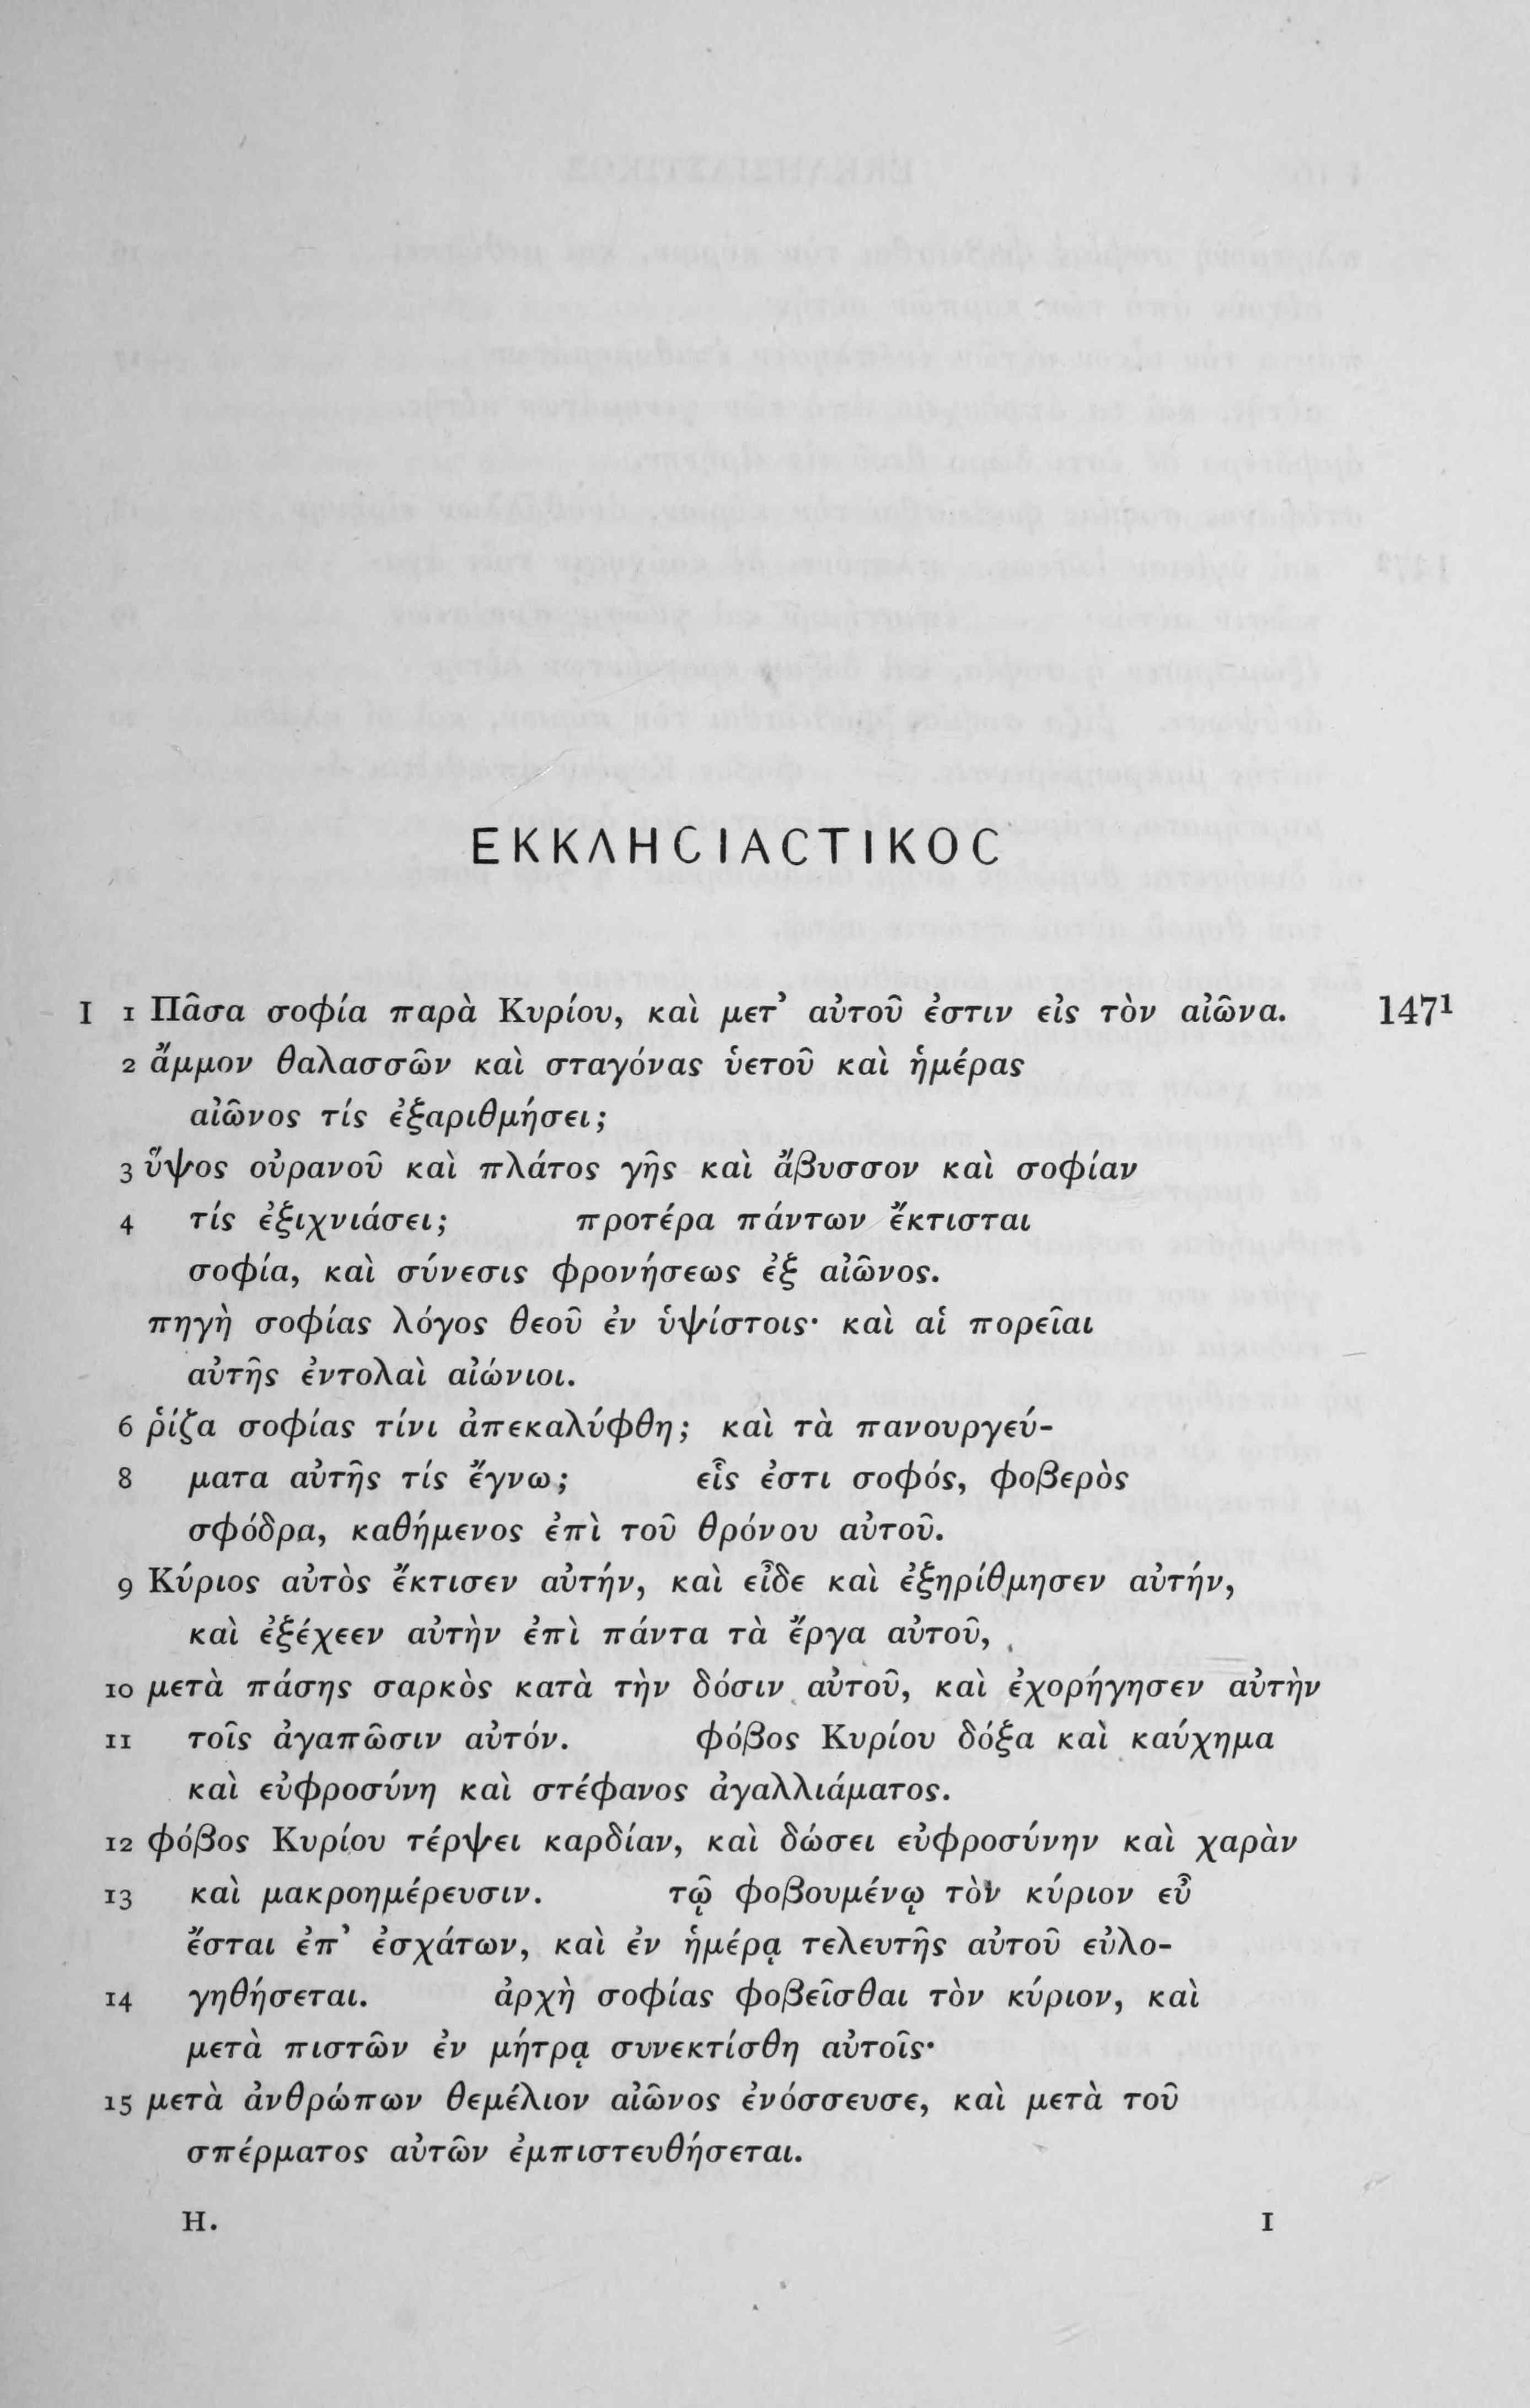 ΕΚΚΛΗϹΙΑϹΤΙΚΟϹ
I 1 Πᾶσα σοφία παρὰ Κυρίου, καὶ μετ’ αὐτοῦ ἐστιν εἰς τὸν αἰῶνα. 147¹
2 ἄμμον θαλασσῶν καὶ σταγόνας ὑετοῦ καὶ ἡμέρας
αἰῶνος τίς ἐξαριθμήσει;
3 ὕψος οὐρανοῦ καὶ πλάτος γῆς καὶ ἄβυσσον καὶ σοφίαν
4 τίς ἐξιχνιάσει; προτέρα πάντων ἔκτισται
σοφία, καὶ σύνεσις φρονήσεως ἐξ αἰῶνος.
πηγὴ σοφίας λόγος θεοῦ ἐν ὑψίστοις· καὶ αἱ πορεῖαι
αὐτῆς ἐντολαὶ αἰώνιοι.
6 ῥίζα σοφίας τίνι ἀπεκαλύφθη; καὶ τὰ πανουργεύ-
8 ματα αὐτῆς τίς ἔγνω; εἷς ἐστι σοφός, φοβερὸς
σφόδρα, καθήμενος ἐπὶ τοῦ θρόνου αὐτοῦ.
9 Κύριος αὐτὸς ἔκτισεν αὐτήν, καὶ εἶδε καὶ ἐξηρίθμησεν αὐτήν,
καὶ ἐξέχεεν αὐτὴν ἐπὶ πάντα τὰ ἔργα αὐτοῦ,
10 μετὰ πάσης σαρκὸς κατὰ τὴν δόσιν αὐτοῦ, καὶ ἐχορήγησεν αὐτὴν
11 τοῖς ἀγαπῶσιν αὐτόν. φόβος Κυρίου δόξα καὶ καύχημα
καὶ εὐφροσύνη καὶ στέφανος ἀγαλλιάματος.
12 φόβος Κυρίου τέρψει καρδίαν, καὶ δώσει εὐφροσύνην καὶ χαρὰν
13 καὶ μακροημέρευσιν. τῷ φοβουμένῳ τὸν κύριον εὖ
ἔσται ἐπ’ ἐσχάτων, καὶ ἐν ἡμέρᾳ τελευτῆς αὐτοῦ εὐλο-
14 γηθήσεται. ἀρχὴ σοφίας φοβεῖσθαι τὸν κύριον, καὶ
μετὰ πιστῶν ἐν μήτρᾳ συνεκτίσθη αὐτοῖς·
15 μετὰ ἀνθρώπων θεμέλιον αἰῶνος ἐνόσσευσε, καὶ μετὰ τοῦ
σπέρματος αὐτῶν ἐμπιστευθήσεται.
H. 1